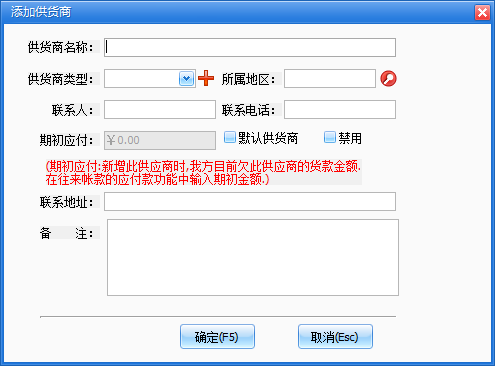 添加供货商
供货商名称：
供货商类型： 所属地区：
联系人： 联系电话：
期初应付： ￥0.00 默认供货商 禁用
(期初应付:新增此供应商时,我方目前欠此供应商的货款金额.
在往来帐款的应付款功能中输入期初金额.)
联系地址：
备 注：
确定(F5) 取消(Esc)